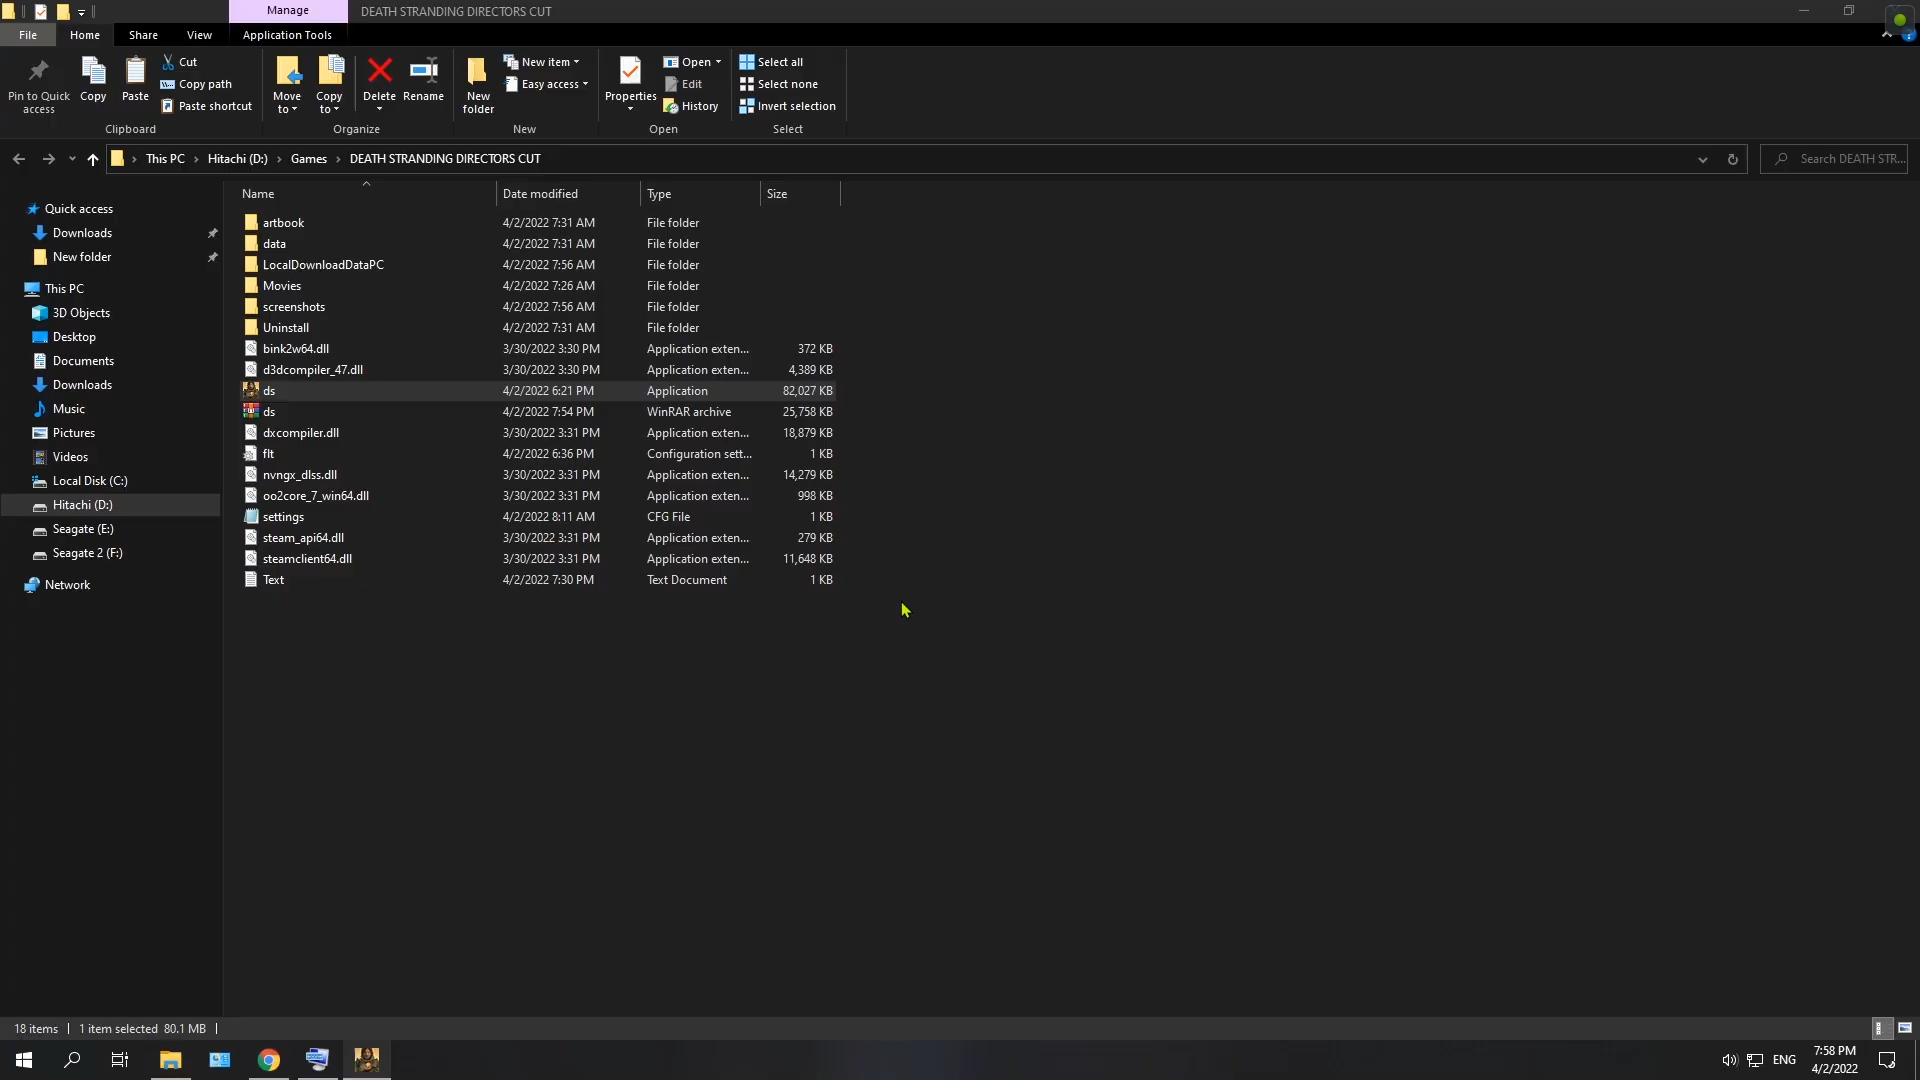 Manage
DEATH STRANDING DIRECTORS CUT
File
Home
Share
View
Application Tools
Pin to Quick access
Copy
Paste
Cut
Copy path
Paste shortcut
Clipboard
Move to
Copy to
Delete
Rename
Organize
New folder
New item
Easy access
New
Properties
Open
Edit
History
Open
Select all
Select none
Invert selection
Select
This PC
Hitachi (D:)
Games
DEATH STRANDING DIRECTORS CUT
Search DEATH STR...
Name Date modified Type Size
Quick access
Downloads
New folder
This PC
3D Objects
Desktop
Documents
Downloads
Music
Pictures
Videos
Local Disk (C:)
Hitachi (D:)
Seagate (E:)
Seagate 2 (F:)
Network
artbook 4/2/2022 7:31 AM File folder
data 4/2/2022 7:31 AM File folder
LocalDownloadDataPC 4/2/2022 7:56 AM File folder
Movies 4/2/2022 7:26 AM File folder
screenshots 4/2/2022 7:56 AM File folder
Uninstall 4/2/2022 7:31 AM File folder
bink2w64.dll 3/30/2022 3:30 PM Application exten... 372 KB
d3dcompiler_47.dll 3/30/2022 3:30 PM Application exten... 4,389 KB
ds 4/2/2022 6:21 PM Application 82,027 KB
ds 4/2/2022 7:54 PM WinRAR archive 25,758 KB
dxcompiler.dll 3/30/2022 3:31 PM Application exten... 18,879 KB
flt 4/2/2022 6:36 PM Configuration sett... 1 KB
nvngx_dlss.dll 3/30/2022 3:31 PM Application exten... 14,279 KB
oo2core_7_win64.dll 3/30/2022 3:31 PM Application exten... 998 KB
settings 4/2/2022 8:11 AM CFG File 1 KB
steam_api64.dll 3/30/2022 3:31 PM Application exten... 279 KB
steamclient64.dll 3/30/2022 3:31 PM Application exten... 11,648 KB
Text 4/2/2022 7:30 PM Text Document 1 KB
18 items
1 item selected 80.1 MB
ENG
7:58 PM
4/2/2022